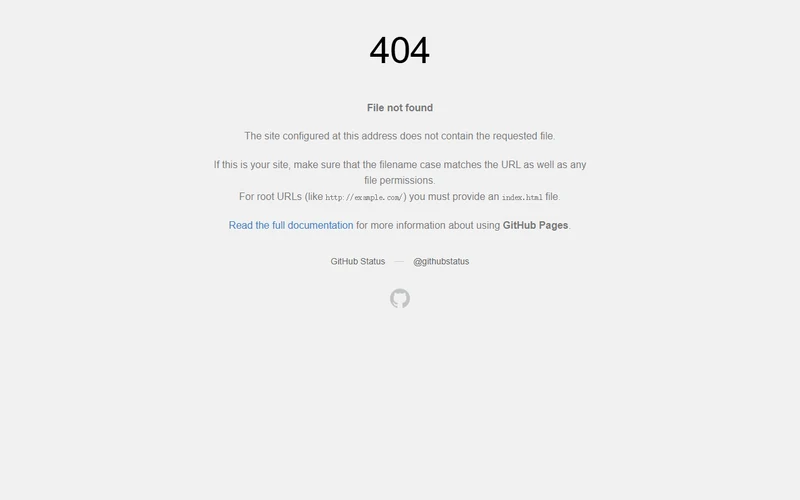 404
File not found
The site configured at this address does not contain the requested file.
If this is your site, make sure that the filename case matches the URL as well as any
file permissions.
For root URLs (like http://example.com/) you must provide an index.html file.
Read the full documentation for more information about using GitHub Pages.
GitHub Status — @githubstatus